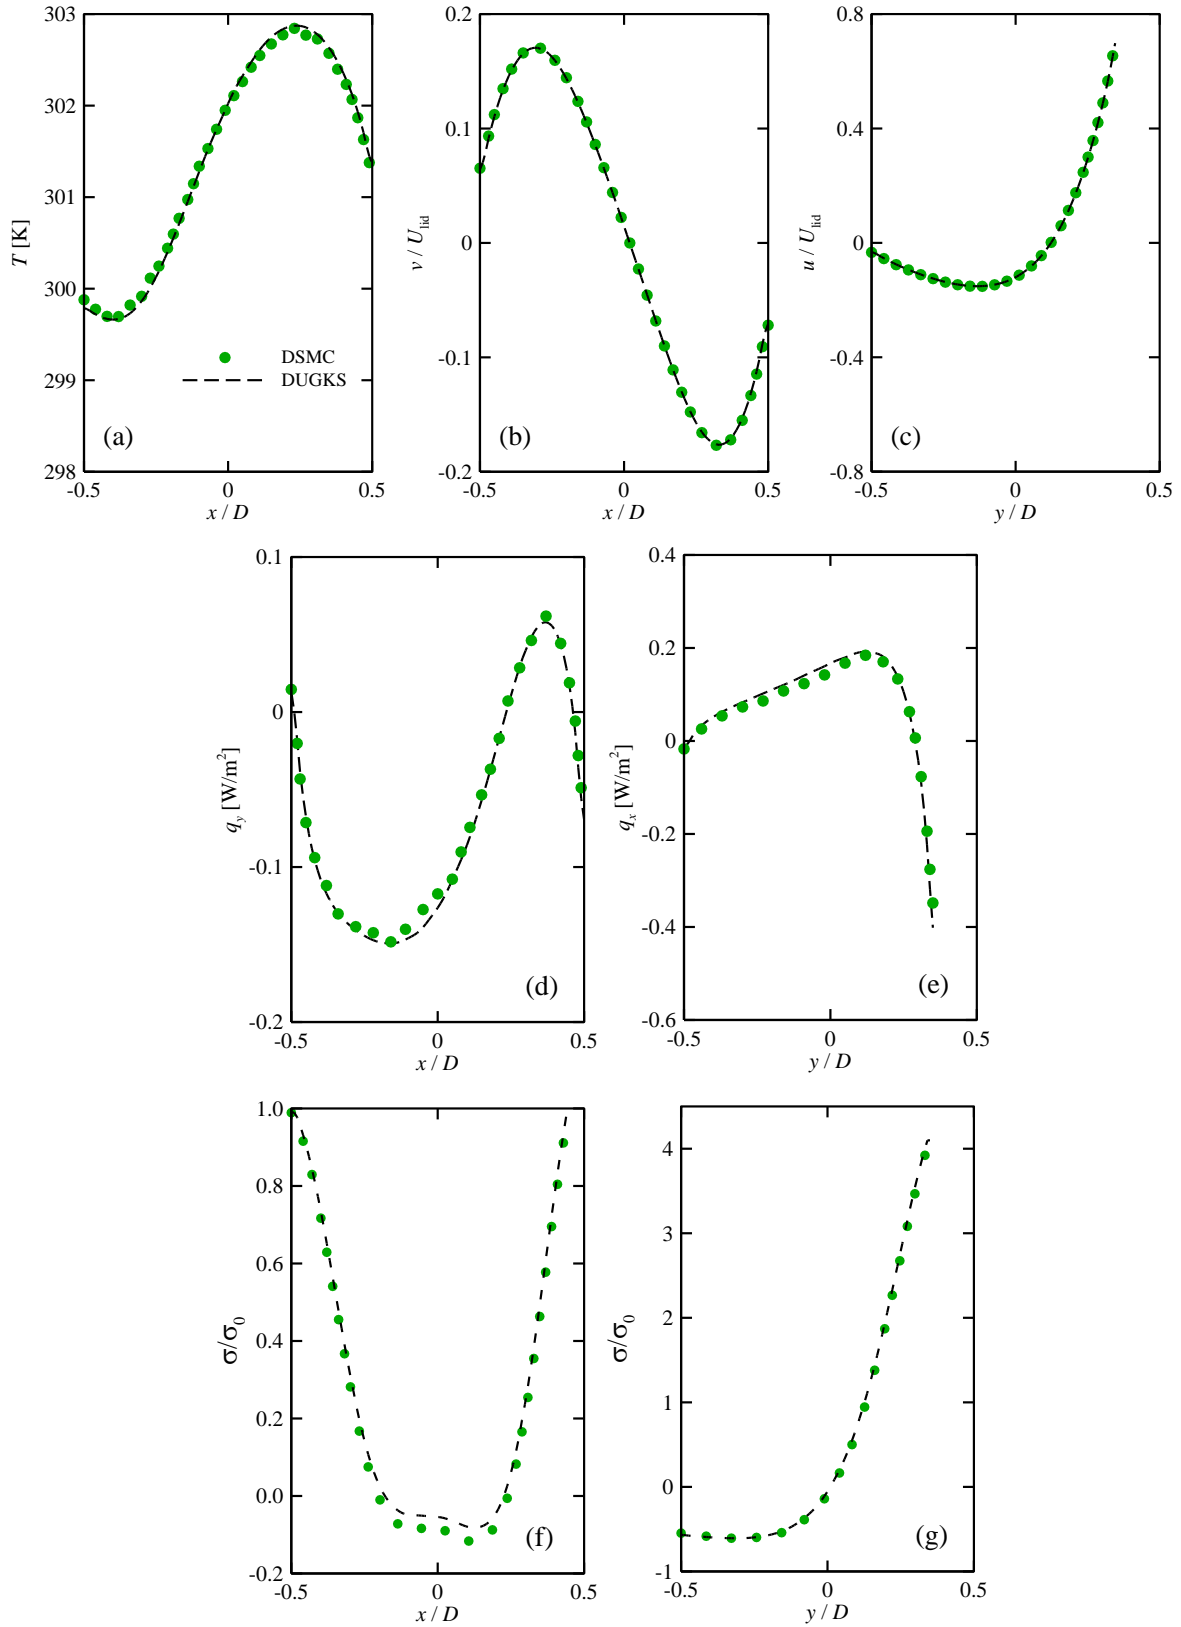 303
302
301
300
299
298
T [K]
DSMC
DUGKS
(a)
-0.5
0
0.5
x / D
0.2
0.1
0
-0.1
-0.2
v / U_lid
(b)
-0.5
0
0.5
x / D
0.8
0.4
0
-0.4
-0.8
u / U_lid
(c)
-0.5
0
0.5
y / D
0.1
0
-0.1
-0.2
q_y [W/m²]
(d)
-0.5
0
0.5
x / D
0.4
0.2
0
-0.2
-0.4
-0.6
q_x [W/m²]
(e)
-0.5
0
0.5
y / D
1.0
0.8
0.6
0.4
0.2
0.0
-0.2
σ/σ₀
(f)
-0.5
0
0.5
x / D
4
3
2
1
0
-1
σ/σ₀
(g)
-0.5
0
0.5
y / D